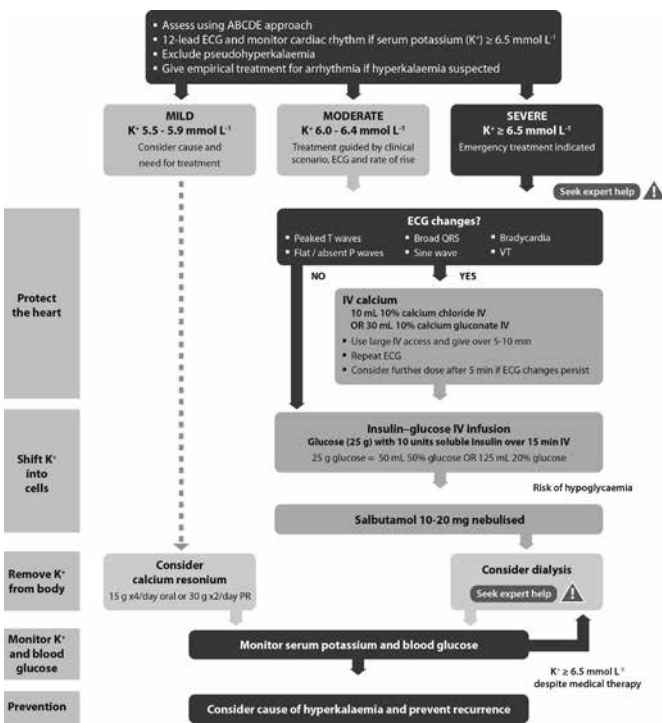 ▪ Assess using ABCDE approach
▪ 12-lead ECG and monitor cardiac rhythm if serum potassium (K⁺) ≥ 6.5 mmol L⁻¹
▪ Exclude pseudohyperkalaemia
▪ Give empirical treatment for arrhythmia if hyperkalaemia suspected
MILD
K⁺ 5.5 - 5.9 mmol L⁻¹
Consider cause and
need for treatment
MODERATE
K⁺ 6.0 - 6.4 mmol L⁻¹
Treatment guided by clinical
scenario, ECG and rate of rise
SEVERE
K⁺ ≥ 6.5 mmol L⁻¹
Emergency treatment indicated
Seek expert help
Protect
the heart
ECG changes?
▪ Peaked T waves
▪ Flat / absent P waves
▪ Broad QRS
▪ Sine wave
▪ Bradycardia
▪ VT
NO
YES
IV calcium
10 mL 10% calcium chloride IV
OR 30 mL 10% calcium gluconate IV
▪ Use large IV access and give over 5-10 min
▪ Repeat ECG
▪ Consider further dose after 5 min if ECG changes persist
Shift K⁺
into
cells
Insulin–glucose IV infusion
Glucose (25 g) with 10 units soluble insulin over 15 min IV
25 g glucose = 50 mL 50% glucose OR 125 mL 20% glucose
Risk of hypoglycaemia
Salbutamol 10-20 mg nebulised
Remove K⁺
from body
Consider
calcium resonium
15 g x4/day oral or 30 g x2/day PR
Consider dialysis
Seek expert help
Monitor K⁺
and blood
glucose
Monitor serum potassium and blood glucose
K⁺ ≥ 6.5 mmol L⁻¹
despite medical therapy
Prevention
Consider cause of hyperkalaemia and prevent recurrence